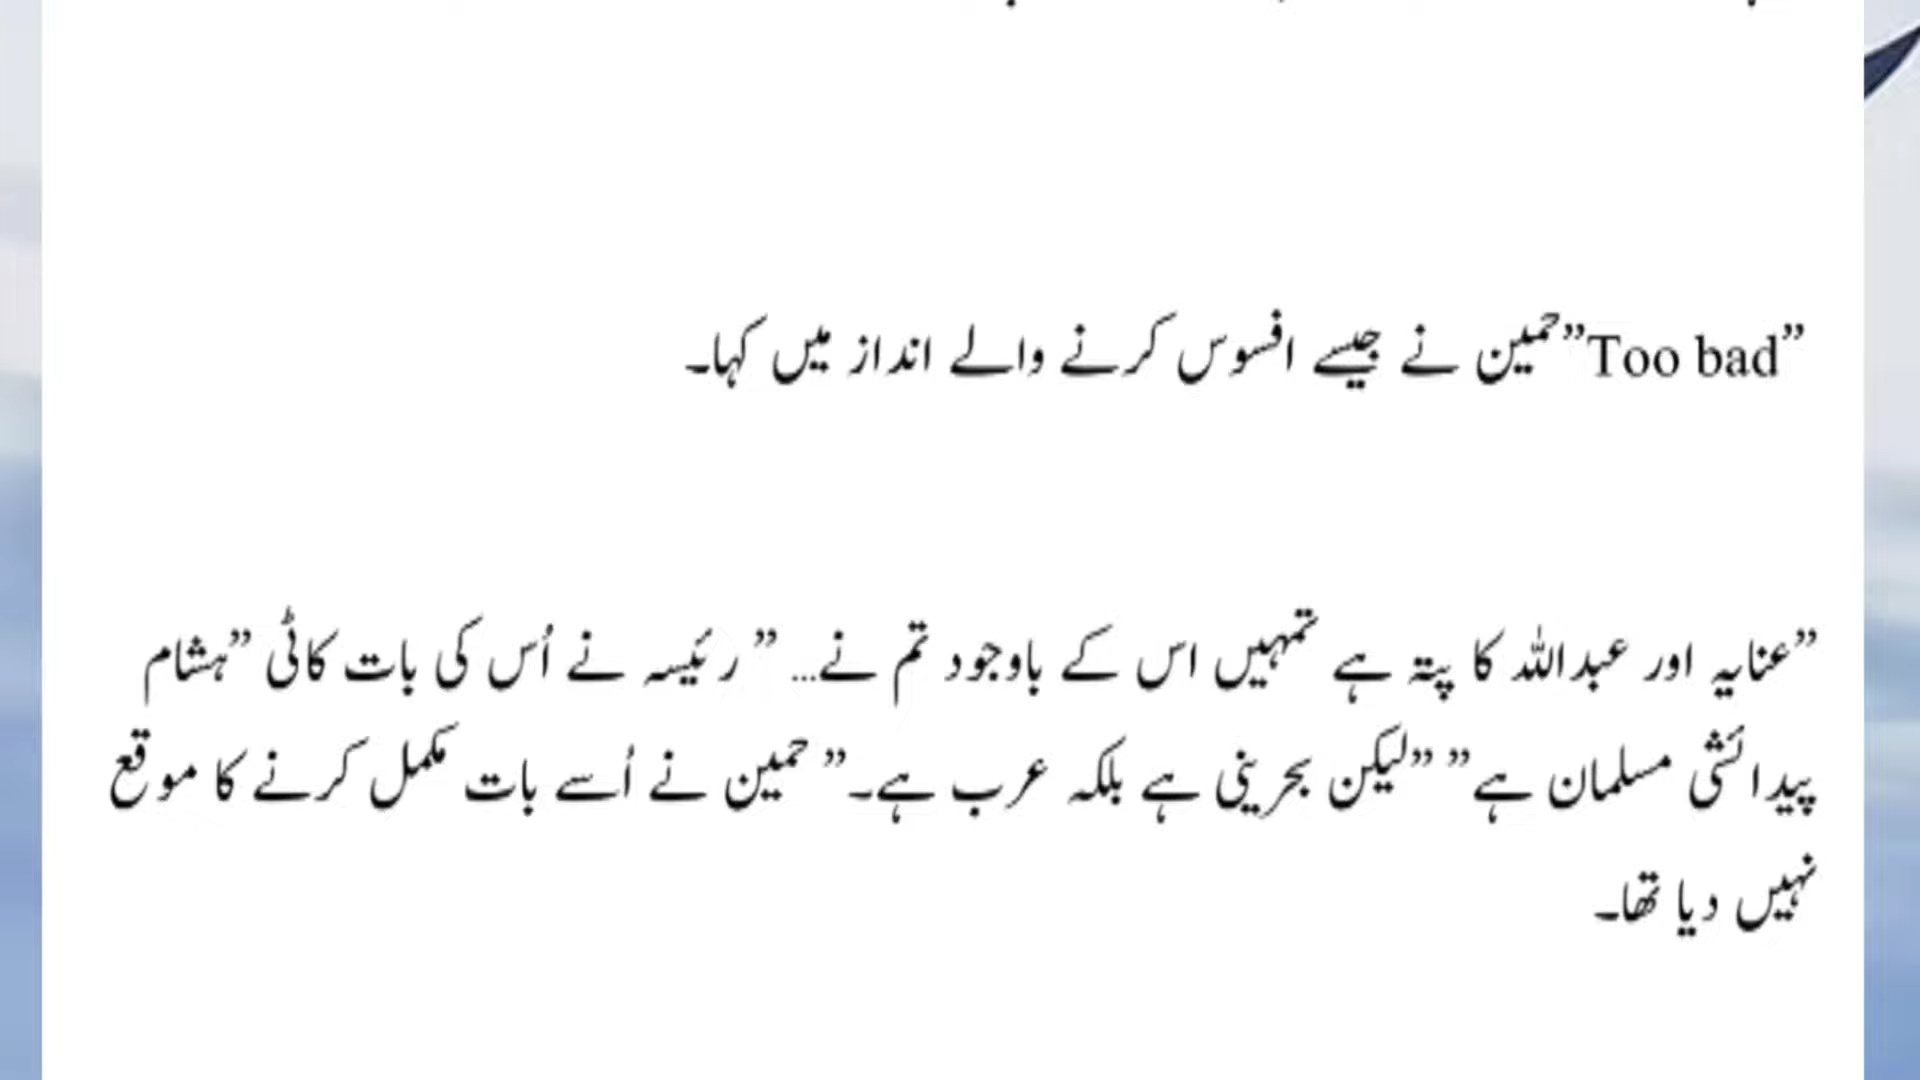 ”Too bad”حمین نے جیسے افسوس کرنے والے انداز میں کہا۔
”عنایہ اور عبداللہ کا پتہ ہے تمہیں اس کے باوجود تم نے…” رئیسہ نے اُس کی بات کاٹی ”ہشام
پیدائشی مسلمان ہے” ”لیکن بحرینی ہے بلکہ عرب ہے۔” حمین نے اُسے بات مکمل کرنے کا موقع
نہیں دیا تھا۔